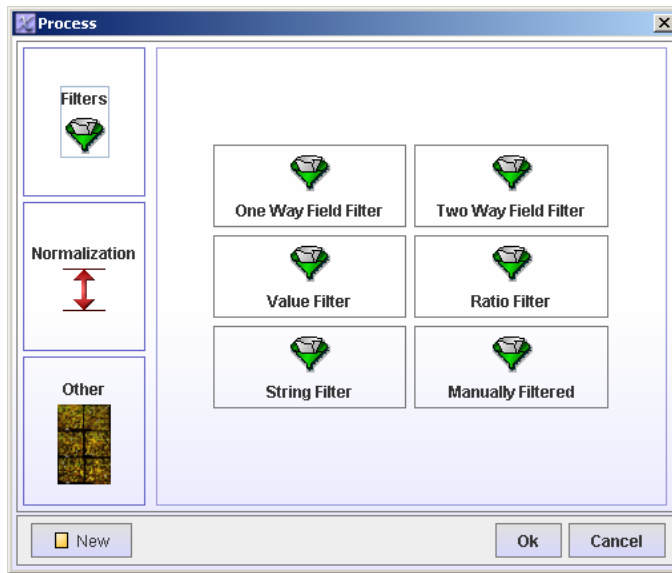 Process
Filters
Normalization
Other
One Way Field Filter
Two Way Field Filter
Value Filter
Ratio Filter
String Filter
Manually Filtered
New
Ok
Cancel